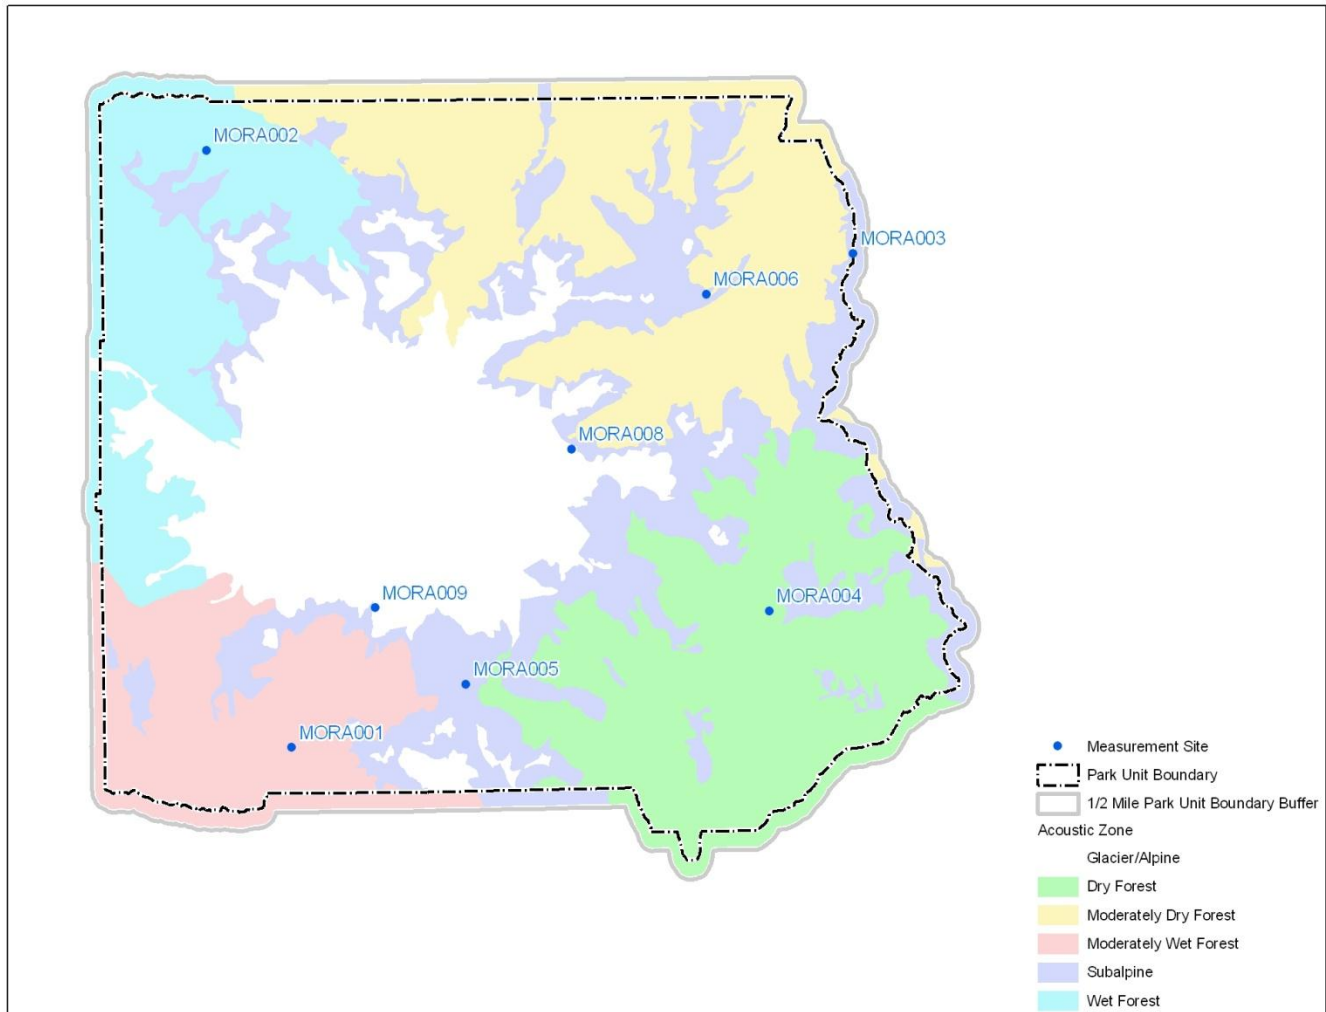 MORA002
MORA003
MORA006
MORA008
MORA009
MORA004
MORA005
MORA001
Measurement Site
Park Unit Boundary
1/2 Mile Park Unit Boundary Buffer
Acoustic Zone
Glacier/Alpine
Dry Forest
Moderately Dry Forest
Moderately Wet Forest
Subalpine
Wet Forest